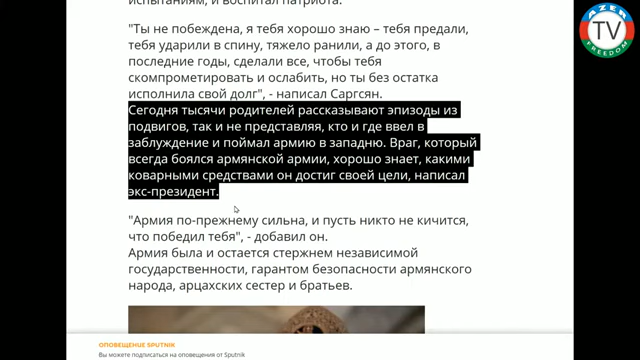 испытаниям, и воспитал патриота.
"Ты не побеждена, я тебя хорошо знаю – тебя предали,
тебя ударили в спину, тяжело ранили, а до этого, в
последние годы, сделали все, чтобы тебя
скомпрометировать и ослабить, но ты без остатка
исполнила свой долг", - написал Саргсян.
Сегодня тысячи родителей рассказывают эпизоды из
подвигов, так и не представляя, кто и где ввел в
заблуждение и поймал армию в западню. Враг, который
всегда боялся армянской армии, хорошо знает, какими
коварными средствами он достиг своей цели, написал
экс-президент.
"Армия по-прежнему сильна, и пусть никто не кичится,
что победил тебя", - добавил он.
Армия была и остается стержнем независимой
государственности, гарантом безопасности армянского
народа, арцахских сестер и братьев.
ОПОВЕЩЕНИЕ SPUTNIK
Вы можете подписаться на оповещения от Sputnik
AZER
TV
FREEDOM